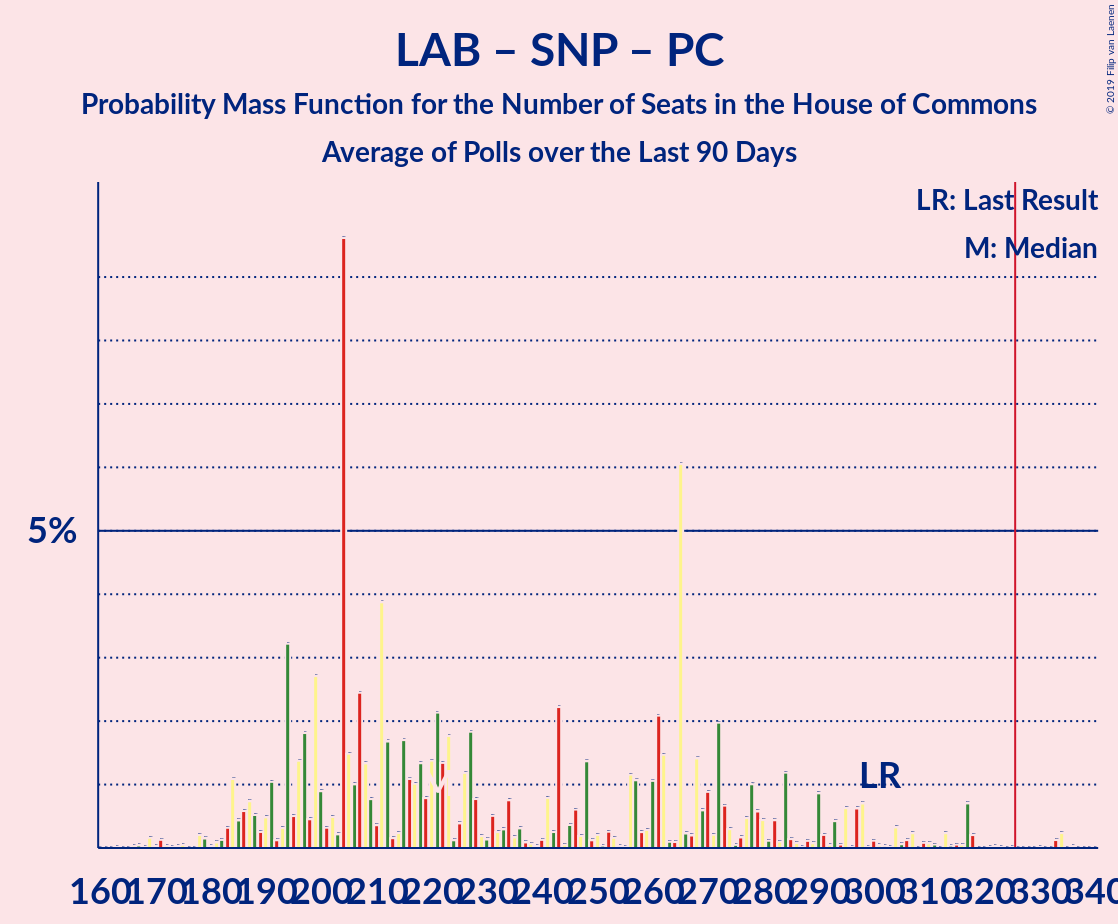 LAB – SNP – PC
Probability Mass Function for the Number of Seats in the House of Commons
Average of Polls over the Last 90 Days
© 2019 Filip van Laenen
LR: Last Result
M: Median
5%
LR
160 170 180 190 200 210 220 230 240 250 260 270 280 290 300 310 320 330 340